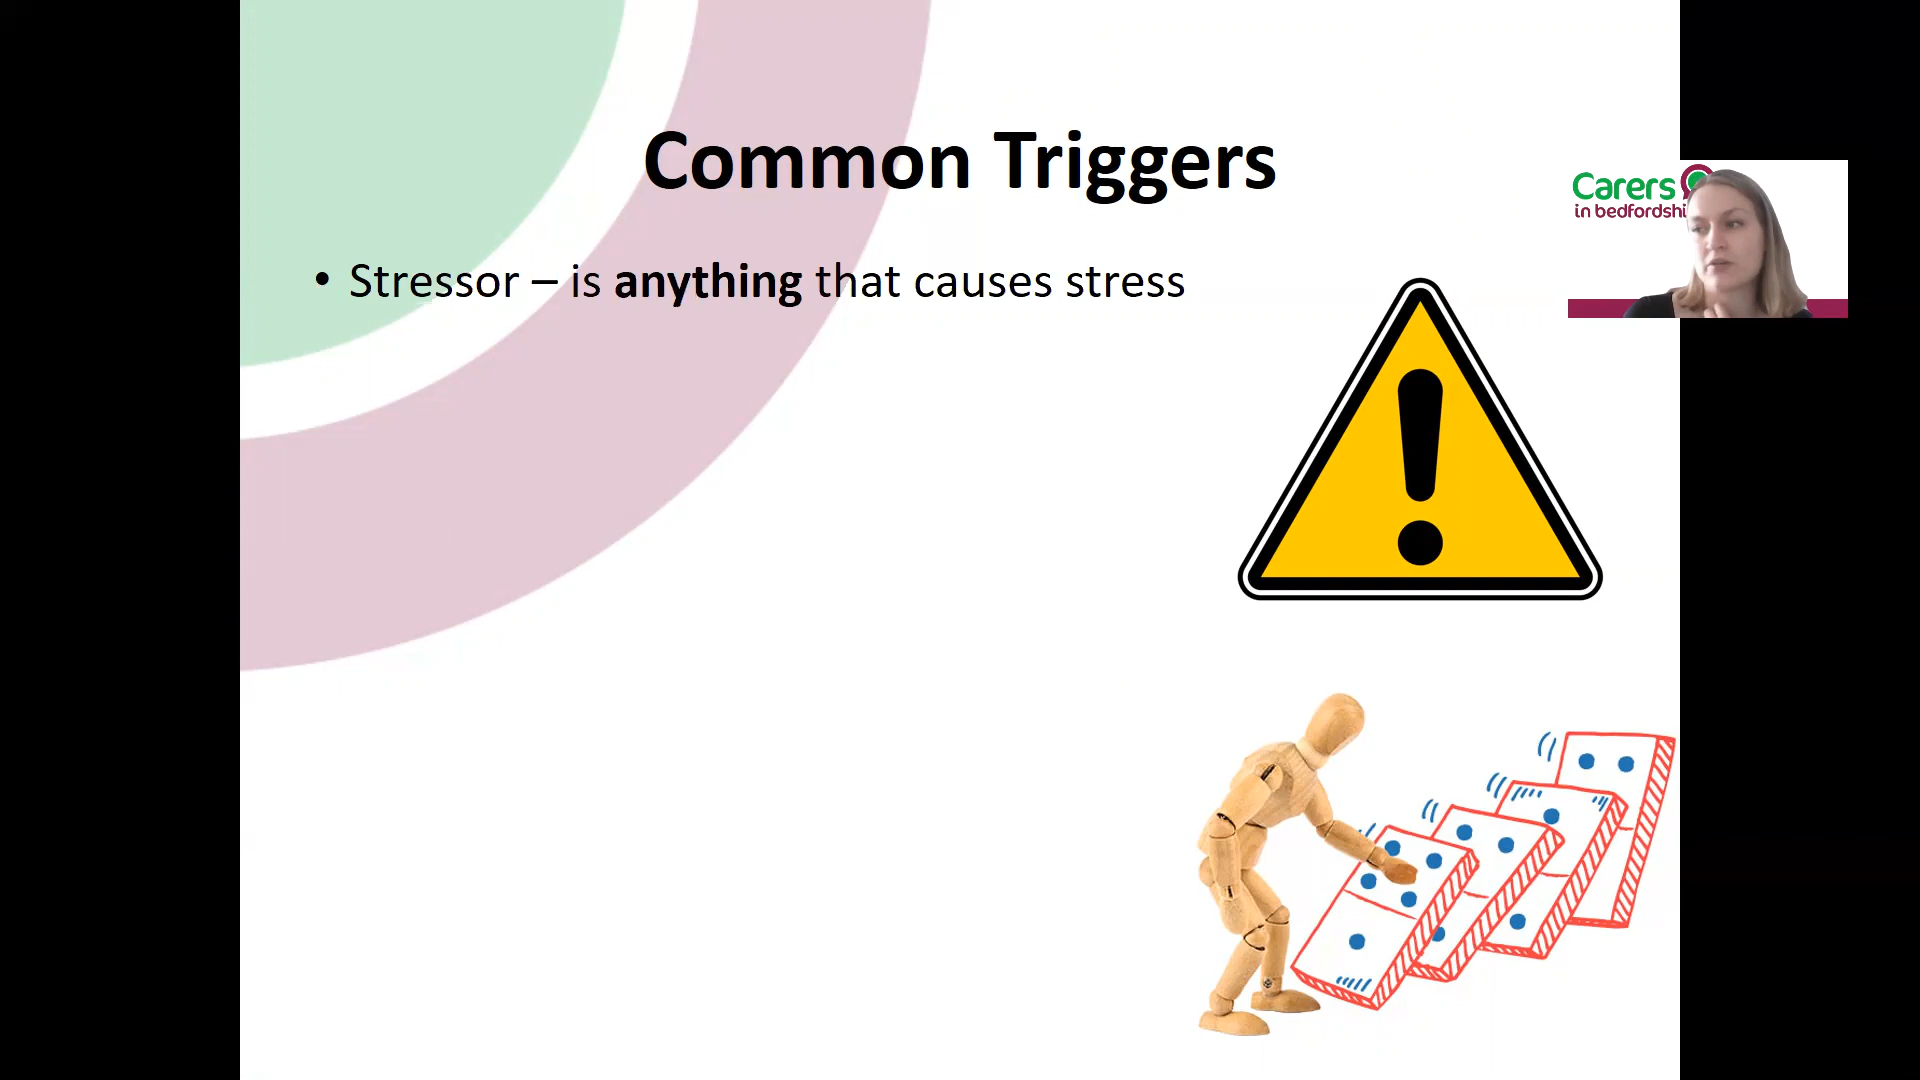 Common Triggers
• Stressor – is anything that causes stress
Carers
in bedfordshi